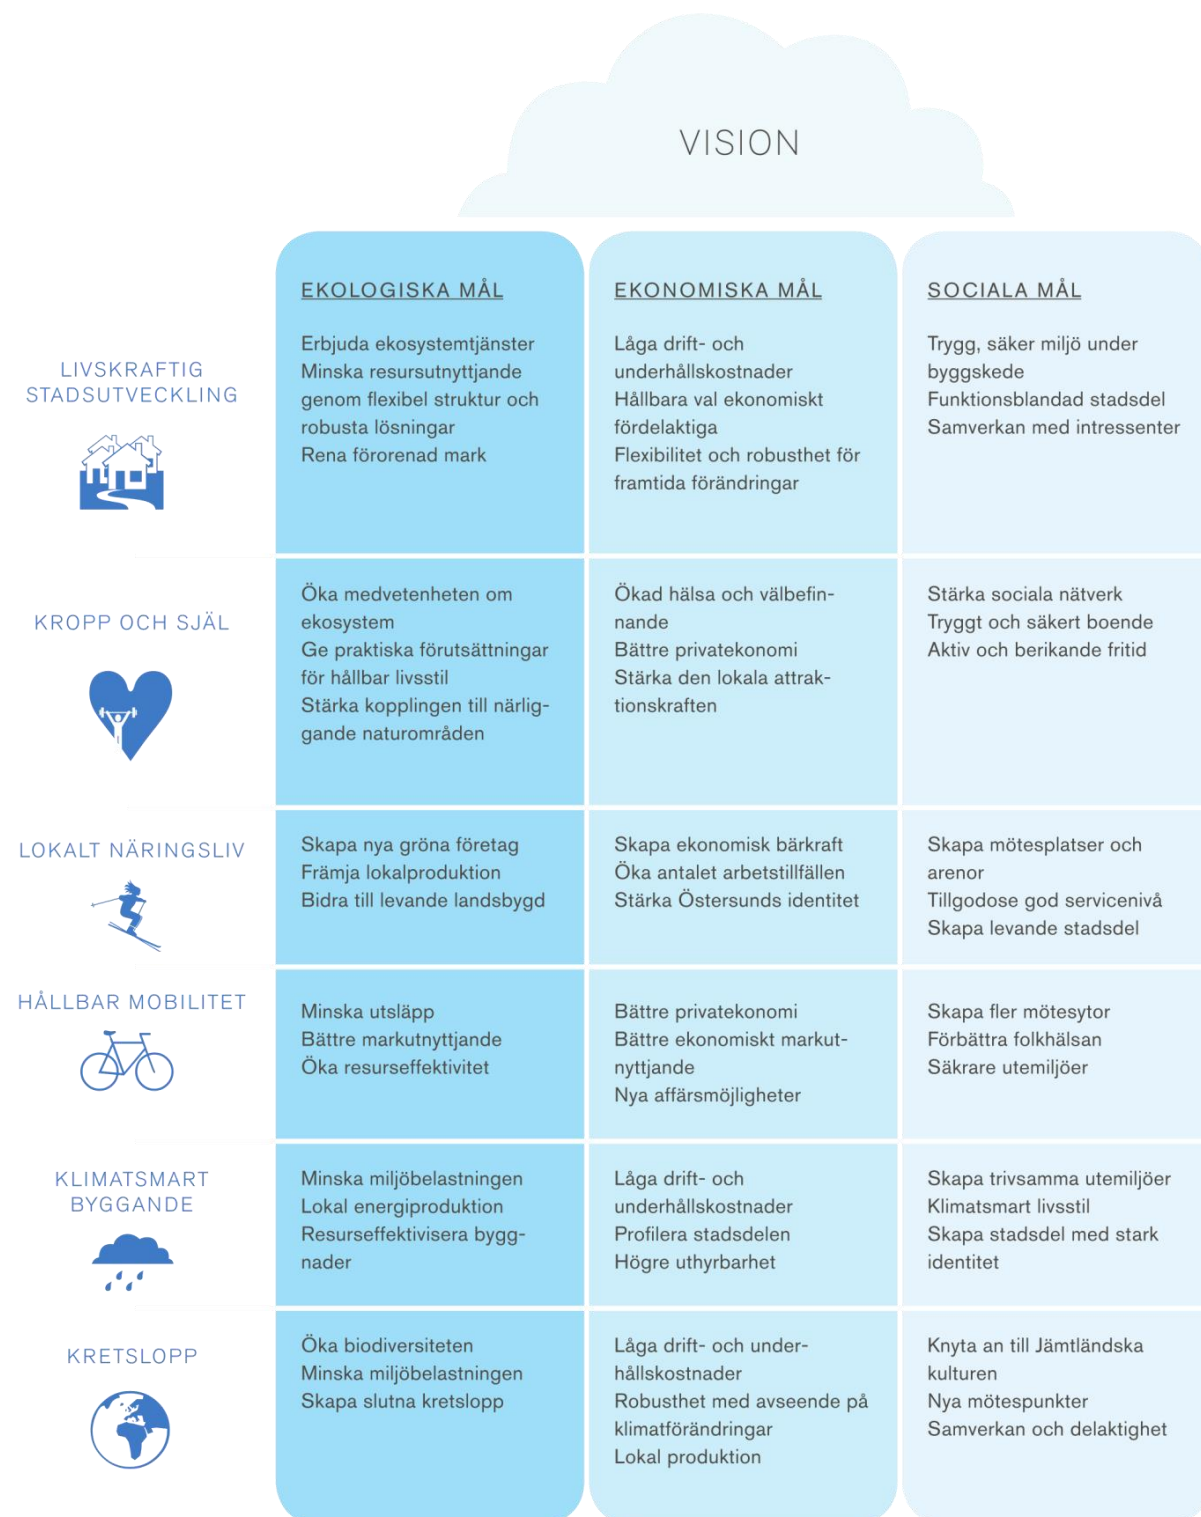 VISION
EKOLOGISKA MÅL
EKONOMISKA MÅL
SOCIALA MÅL
LIVSKRAFTIG
STADSUTVECKLING
Erbjuda ekosystemtjänster
Minska resursutnyttjande
genom flexibel struktur och
robusta lösningar
Rena förorenad mark
Låga drift- och
underhållskostnader
Hållbara val ekonomiskt
fördelaktiga
Flexibilitet och robusthet för
framtida förändringar
Trygg, säker miljö under
byggskede
Funktionsblandad stadsdel
Samverkan med intressenter
KROPP OCH SJÄL
Öka medvetenheten om
ekosystem
Ge praktiska förutsättningar
för hållbar livsstil
Stärka kopplingen till närlig-
gande naturområden
Ökad hälsa och välbefin-
nande
Bättre privatekonomi
Stärka den lokala attrak-
tionskraften
Stärka sociala nätverk
Tryggt och säkert boende
Aktiv och berikande fritid
LOKALT NÄRINGSLIV
Skapa nya gröna företag
Främja lokalproduktion
Bidra till levande landsbygd
Skapa ekonomisk bärkraft
Öka antalet arbetstillfällen
Stärka Östersunds identitet
Skapa mötesplatser och
arenor
Tillgodose god servicenivå
Skapa levande stadsdel
HÅLLBAR MOBILITET
Minska utsläpp
Bättre markutnyttjande
Öka resurseffektivitet
Bättre privatekonomi
Bättre ekonomiskt markut-
nyttjande
Nya affärsmöjligheter
Skapa fler mötesytor
Förbättra folkhälsan
Säkrare utemiljöer
KLIMATSMART
BYGGANDE
Minska miljöbelastningen
Lokal energiproduktion
Resurseffektivisera bygg-
nader
Låga drift- och
underhållskostnader
Profilera stadsdelen
Högre uthyrbarhet
Skapa trivsamma utemiljöer
Klimatsmart livsstil
Skapa stadsdel med stark
identitet
KRETSLOPP
Öka biodiversiteten
Minska miljöbelastningen
Skapa slutna kretslopp
Låga drift- och under-
hållskostnader
Robusthet med avseende på
klimatförändringar
Lokal produktion
Knyta an till Jämtländska
kulturen
Nya mötespunkter
Samverkan och delaktighet